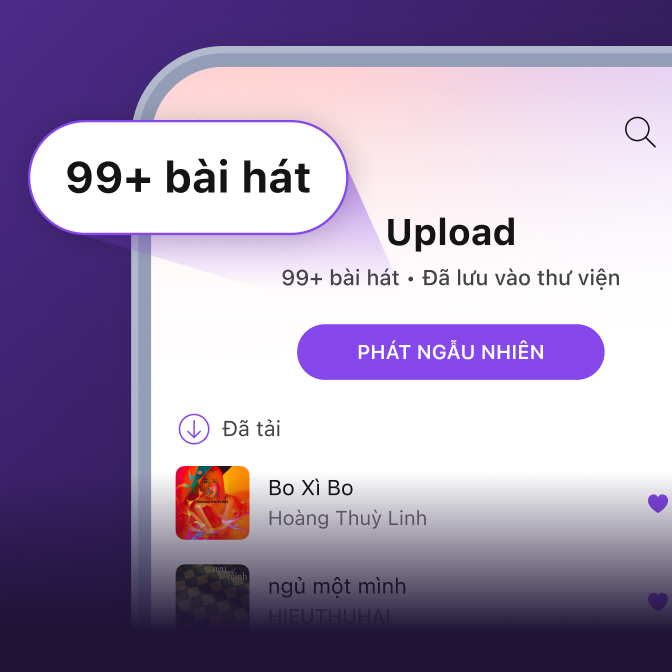 99+ bài hát
Upload
99+ bài hát • Đã lưu vào thư viện
PHÁT NGẪU NHIÊN
Đã tải
Bo Xì Bo
Hoàng Thuỳ Linh
ngủ một mình
HIEUTHUHAI